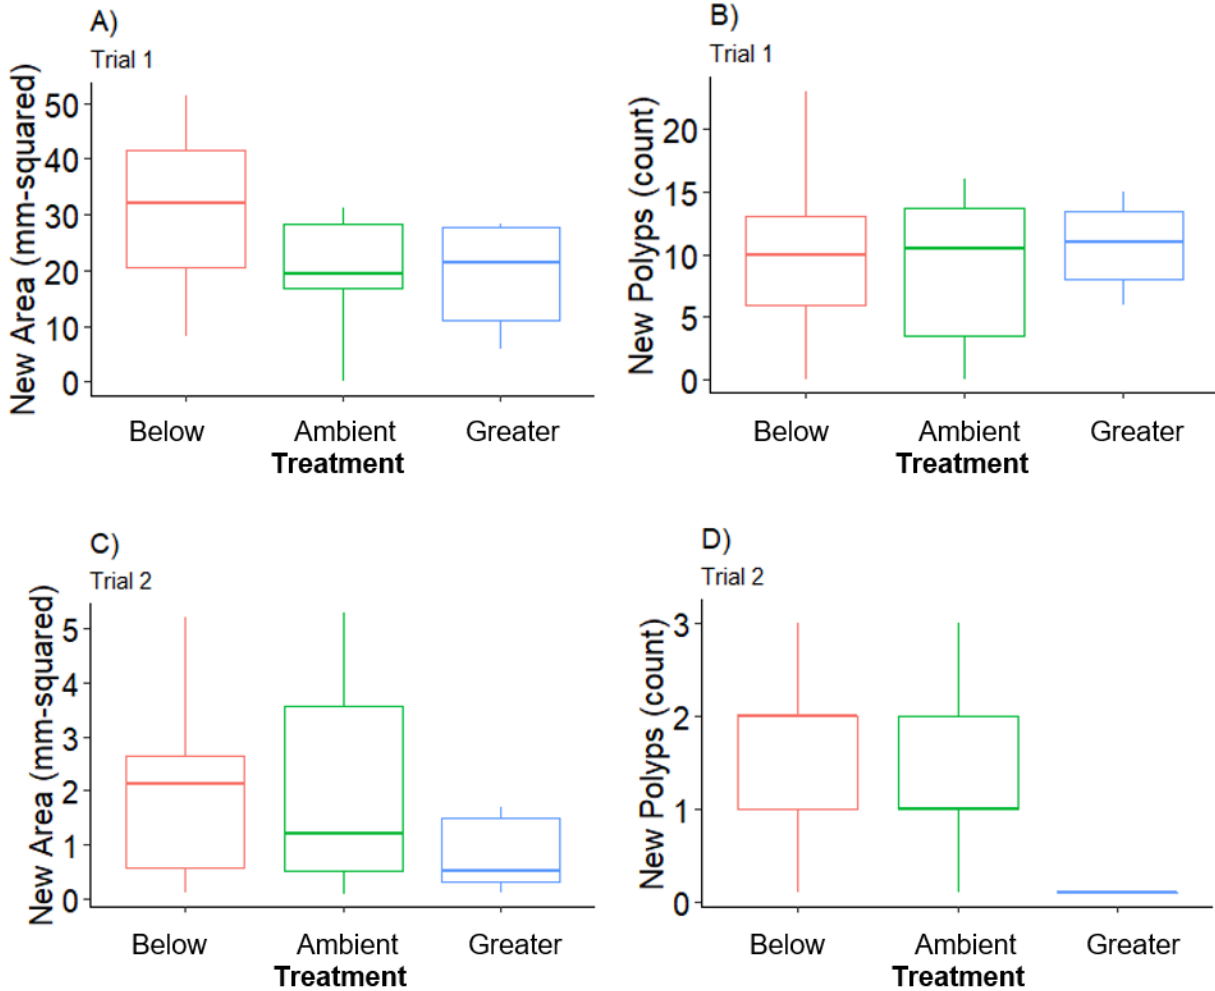 A)
Trial 1
New Area (mm-squared)
50
40
30
20
10
0
Below Ambient Greater
Treatment
B)
Trial 1
New Polyps (count)
20
15
10
5
0
Below Ambient Greater
Treatment
C)
Trial 2
New Area (mm-squared)
5
4
3
2
1
0
Below Ambient Greater
Treatment
D)
Trial 2
New Polyps (count)
3
2
1
0
Below Ambient Greater
Treatment